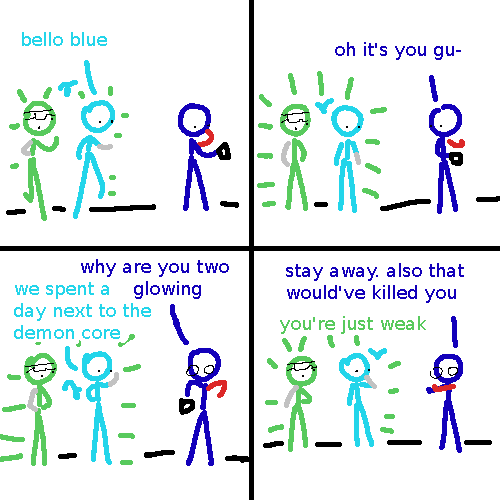 bello blue
oh it's you gu-
why are you two
glowing
we spent a
day next to the
demon core
stay away. also that
would've killed you
you're just weak